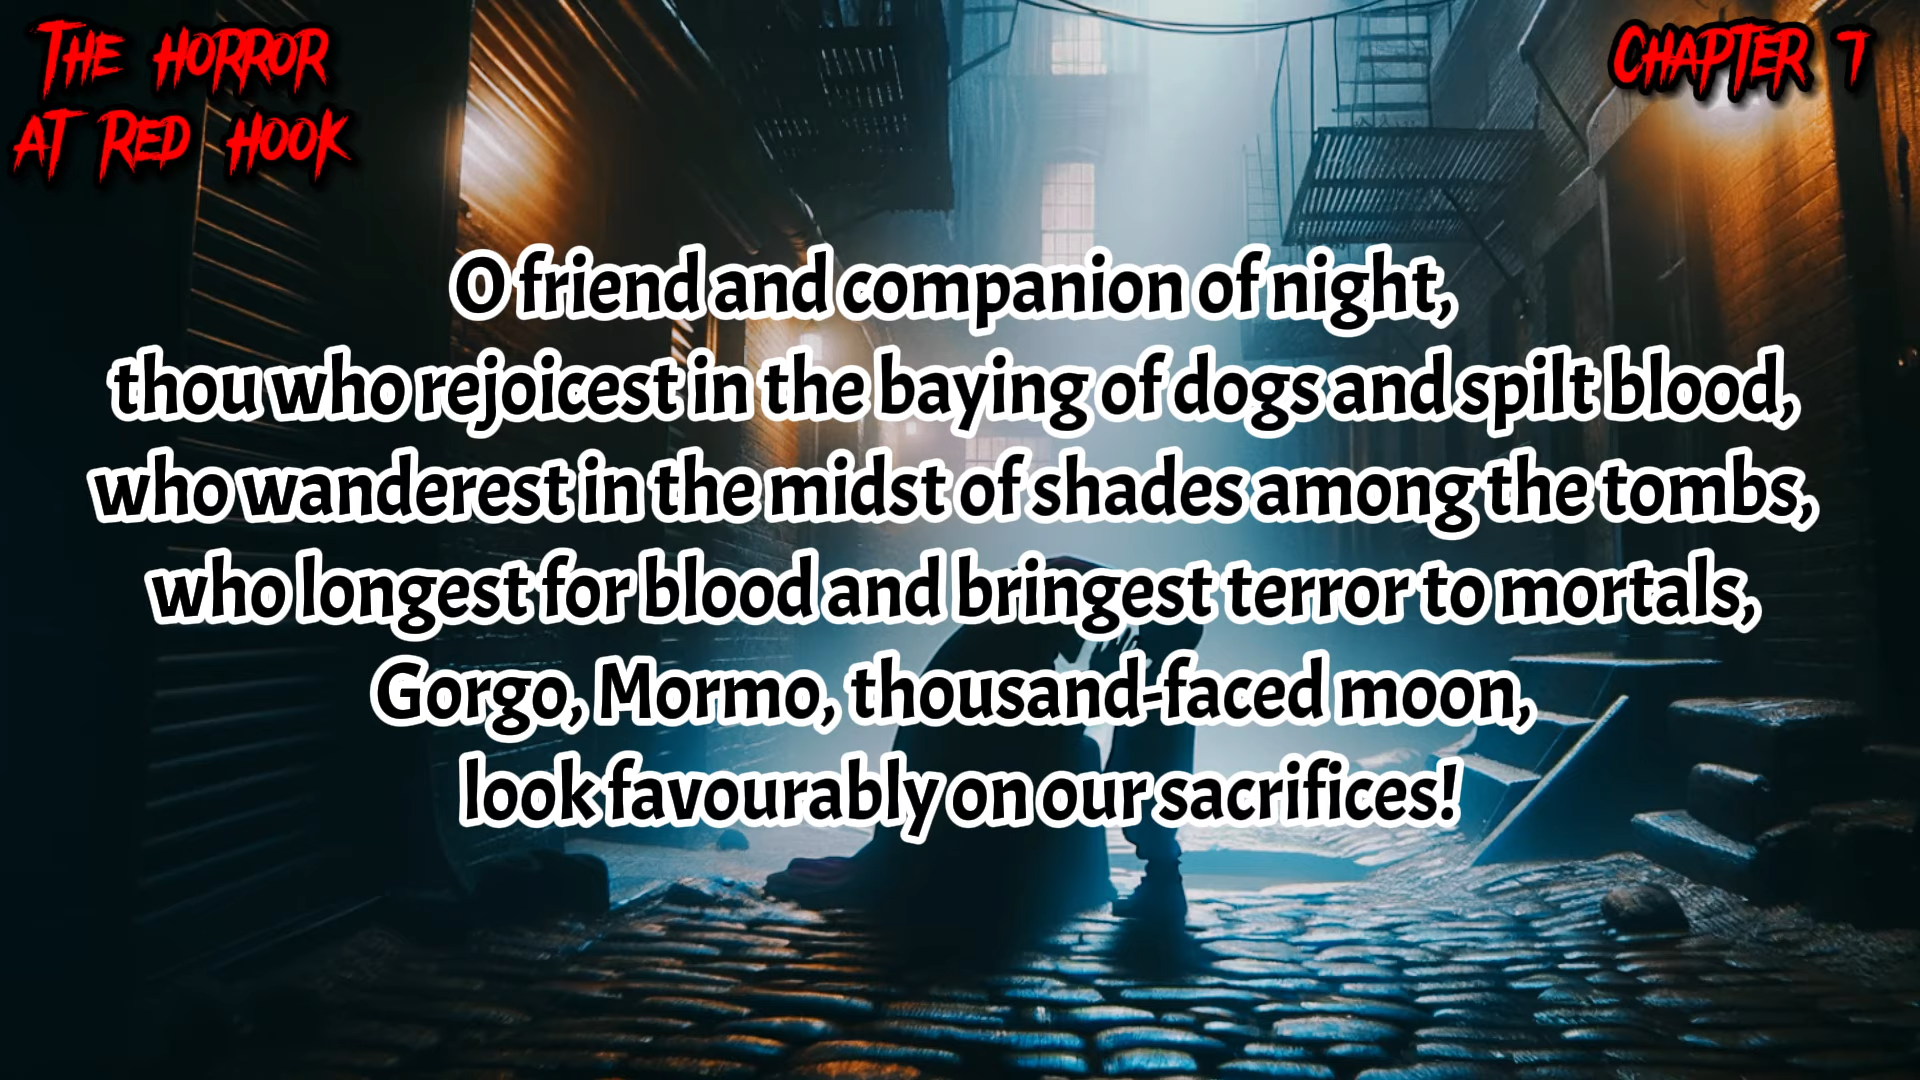 The Horror
at Red Hook
Chapter 7
O friend and companion of night,
thou who rejoicest in the baying of dogs and spilt blood,
who wanderest in the midst of shades among the tombs,
who longest for blood and bringest terror to mortals,
Gorgo, Mormo, thousand-faced moon,
look favourably on our sacrifices!